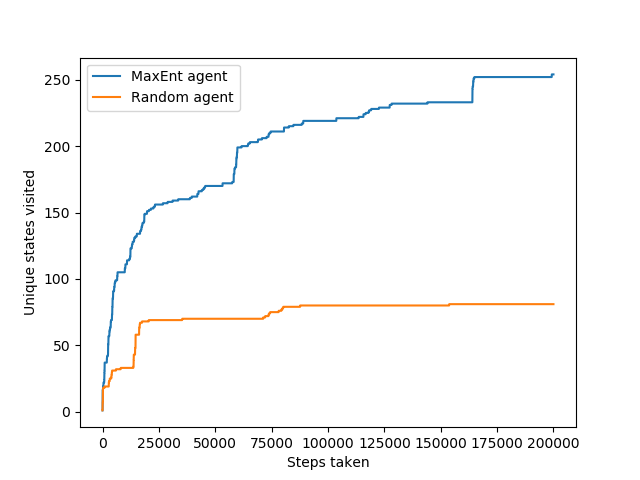 MaxEnt agent
Random agent
Unique states visited
250
200
150
100
50
0
0 25000 50000 75000 100000 125000 150000 175000 200000
Steps taken